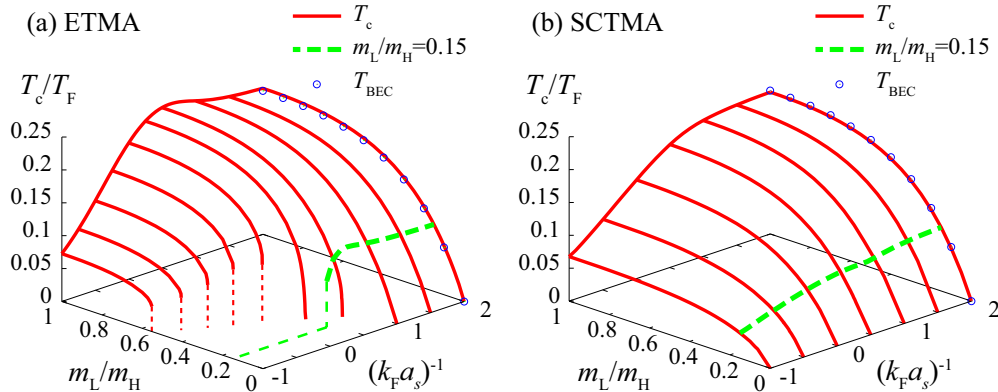 (a) ETMA
T_c
m_L/m_H=0.15
T_BEC
T_c/T_F
0.25
0.2
0.15
0.1
0.05
0
1
0.8
0.6
0.4
0.2
0
m_L/m_H
-1
0
1
2
(k_F a_s)^-1
(b) SCTMA
T_c
m_L/m_H=0.15
T_BEC
T_c/T_F
0.25
0.2
0.15
0.1
0.05
0
1
0.8
0.6
0.4
0.2
0
m_L/m_H
-1
0
1
2
(k_F a_s)^-1